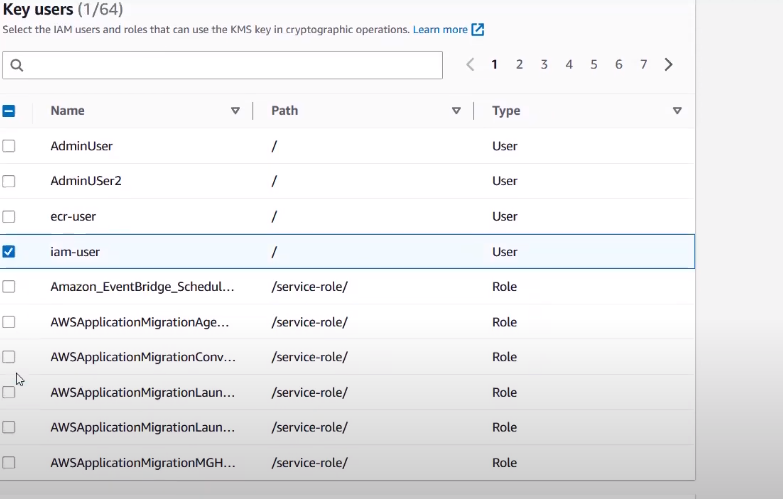 Key users (1/64)
Select the IAM users and roles that can use the KMS key in cryptographic operations. Learn more
1 2 3 4 5 6 7
Name Path Type
AdminUser / User
AdminUSer2 / User
ecr-user / User
iam-user / User
Amazon_EventBridge_Schedul... /service-role/ Role
AWSApplicationMigrationAge... /service-role/ Role
AWSApplicationMigrationConv... /service-role/ Role
AWSApplicationMigrationLaun... /service-role/ Role
AWSApplicationMigrationLaun... /service-role/ Role
AWSApplicationMigrationMGH... /service-role/ Role